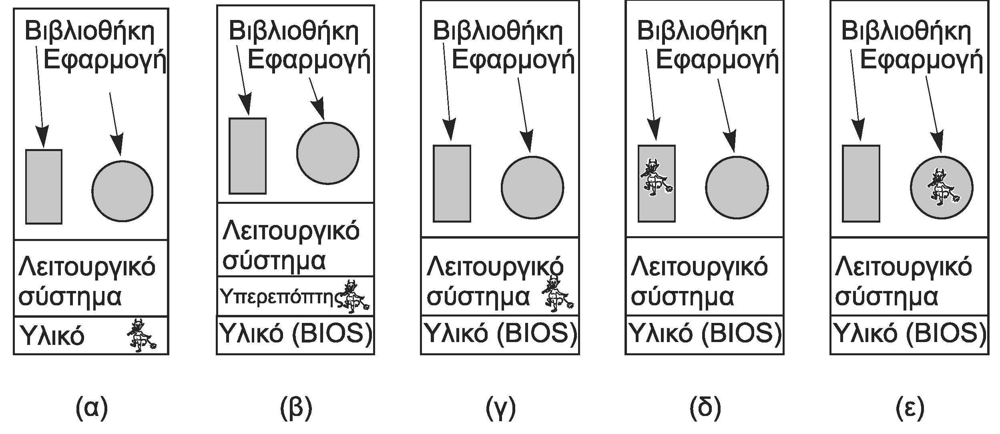 Βιβλιοθήκη
Εφαρμογή
Λειτουργικό
σύστημα
Υλικό
(α)
Βιβλιοθήκη
Εφαρμογή
Λειτουργικό
σύστημα
Υπερεπόπτης
Υλικό (BIOS)
(β)
Βιβλιοθήκη
Εφαρμογή
Λειτουργικό
σύστημα
Υλικό (BIOS)
(γ)
Βιβλιοθήκη
Εφαρμογή
Λειτουργικό
σύστημα
Υλικό (BIOS)
(δ)
Βιβλιοθήκη
Εφαρμογή
Λειτουργικό
σύστημα
Υλικό (BIOS)
(ε)